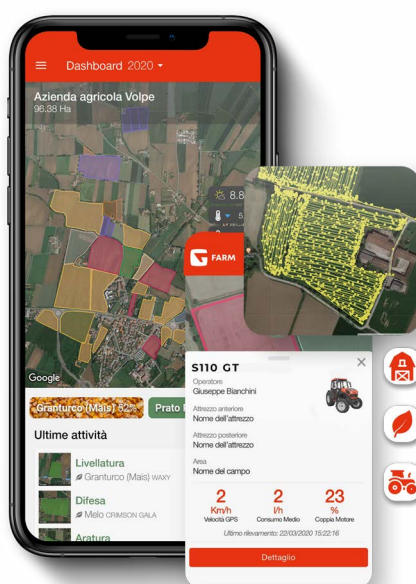 Dashboard 2020
Azienda agricola Volpe
96.38 Ha
8.8
5
G FARM
Google
Granturco (Mais) 52%
Prato
Ultime attività
Livellatura
Granturco (Mais) WAXY
Difesa
Melo CRIMSON GALA
Aratura
S110 GT
Operatore
Giuseppe Bianchini
Attrezzo anteriore
Nome dell'attrezzo
Attrezzo posteriore
Nome dell'attrezzo
Area
Nome del campo
2
Km/h
Velocità GPS
2
l/h
Consumo Medio
23
%
Coppia Motore
Ultimo rilevamento: 22/03/2020 15:22:16
Dettaglio